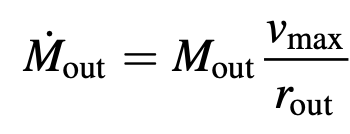 Ṁ_out = M_out v_max / r_out